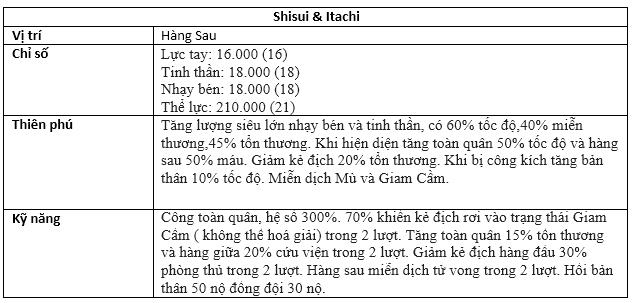 Shisui & Itachi
Vị trí
Hàng Sau
Chỉ số
Lực tay: 16.000 (16)
Tinh thần: 18.000 (18)
Nhạy bén: 18.000 (18)
Thể lực: 210.000 (21)
Thiên phú
Tăng lượng siêu lớn nhạy bén và tinh thần, có 60% tốc độ,40% miễn
thương,45% tổn thương. Khi hiện diện tăng toàn quân 50% tốc độ và hàng
sau 50% máu. Giảm kẻ địch 20% tổn thương. Khi bị công kích tăng bản
thân 10% tốc độ. Miễn dịch Mù và Giam Cầm.
Kỹ năng
Công toàn quân, hệ số 300%. 70% khiến kẻ địch rơi vào trạng thái Giam
Cầm ( không thể hoá giải) trong 2 lượt. Tăng toàn quân 15% tổn thương
và hàng giữa 20% cứu viện trong 2 lượt. Giảm kẻ địch hàng đầu 30%
phòng thủ trong 2 lượt. Hàng sau miễn dịch tử vong trong 2 lượt. Hồi bản
thân 50 nộ đồng đội 30 nộ.